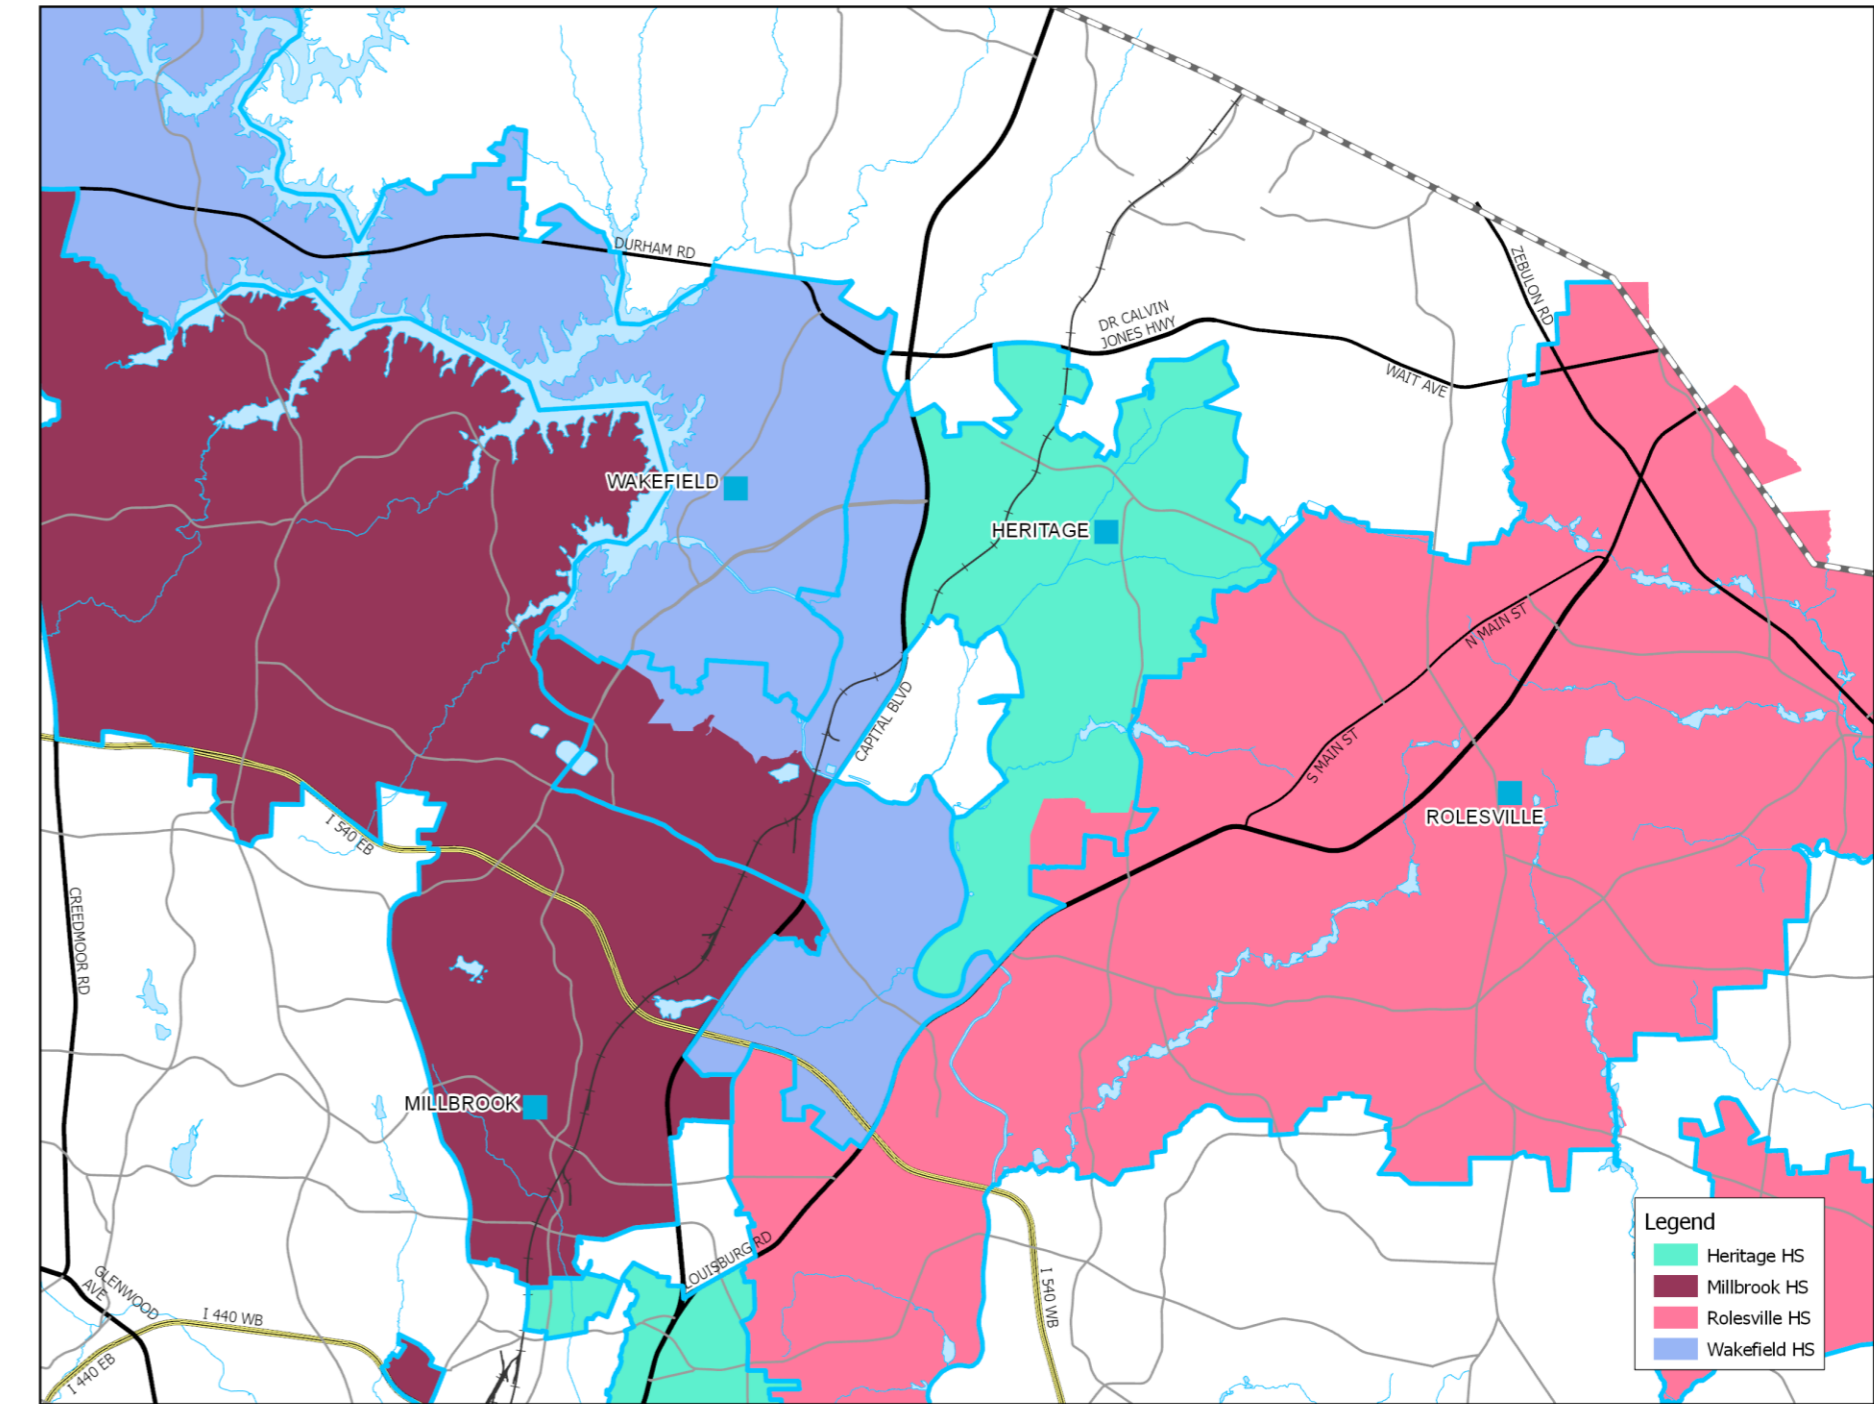 DURHAM RD
DR CALVIN
JONES HWY
ZEBULON RD
WAIT AVE
WAKEFIELD
HERITAGE
N MAIN ST
CAPITAL BLVD
S MAIN ST
ROLESVILLE
I 540 EB
CREEDMOOR RD
MILLBROOK
LOUISBURG RD
GLENWOOD
AVE
I 440 WB
I 440 EB
I 540 WB
Legend
Heritage HS
Millbrook HS
Rolesville HS
Wakefield HS